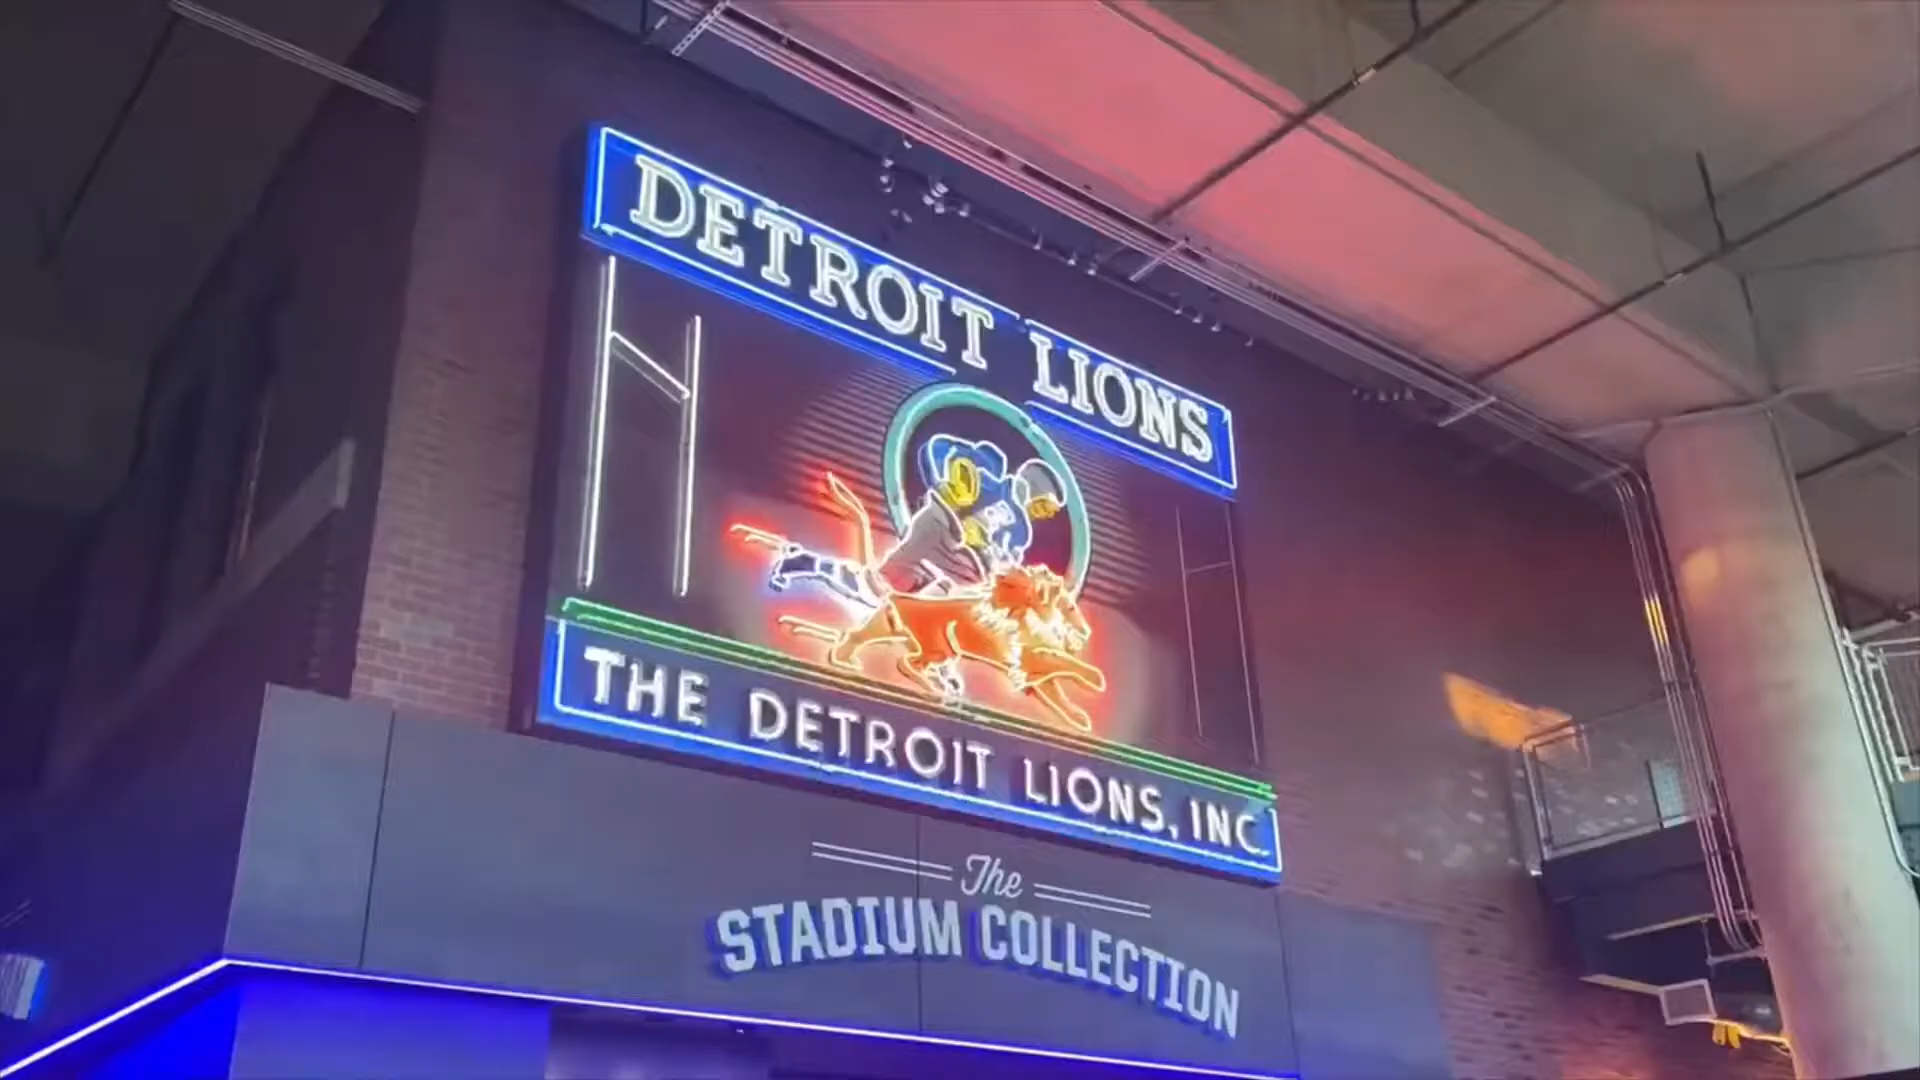 DETROIT LIONS
THE DETROIT LIONS, INC.
The
STADIUM COLLECTION